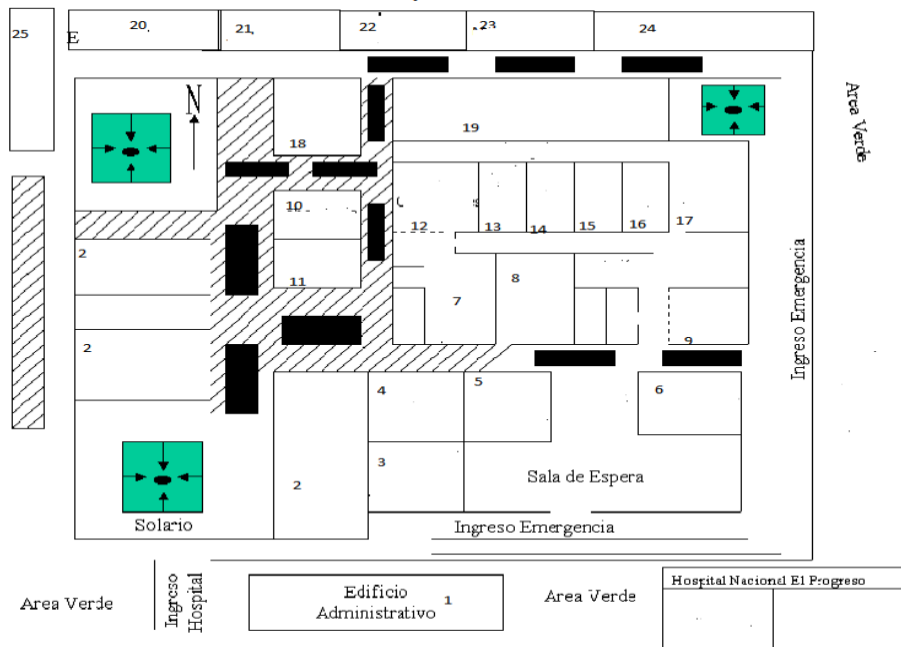 20
21
22
23
24
25
E
N
Area Verde
18
19
10
12
13
14
15
16
17
2
11
8
7
Ingreso Emergencia
2
9
4
5
6
3
2
Sala de Espera
Solario
Ingreso Emergencia
Area Verde
Ingreso
Hospital
Edificio
Administrativo 1
Area Verde
Hospital Nacional El Progreso